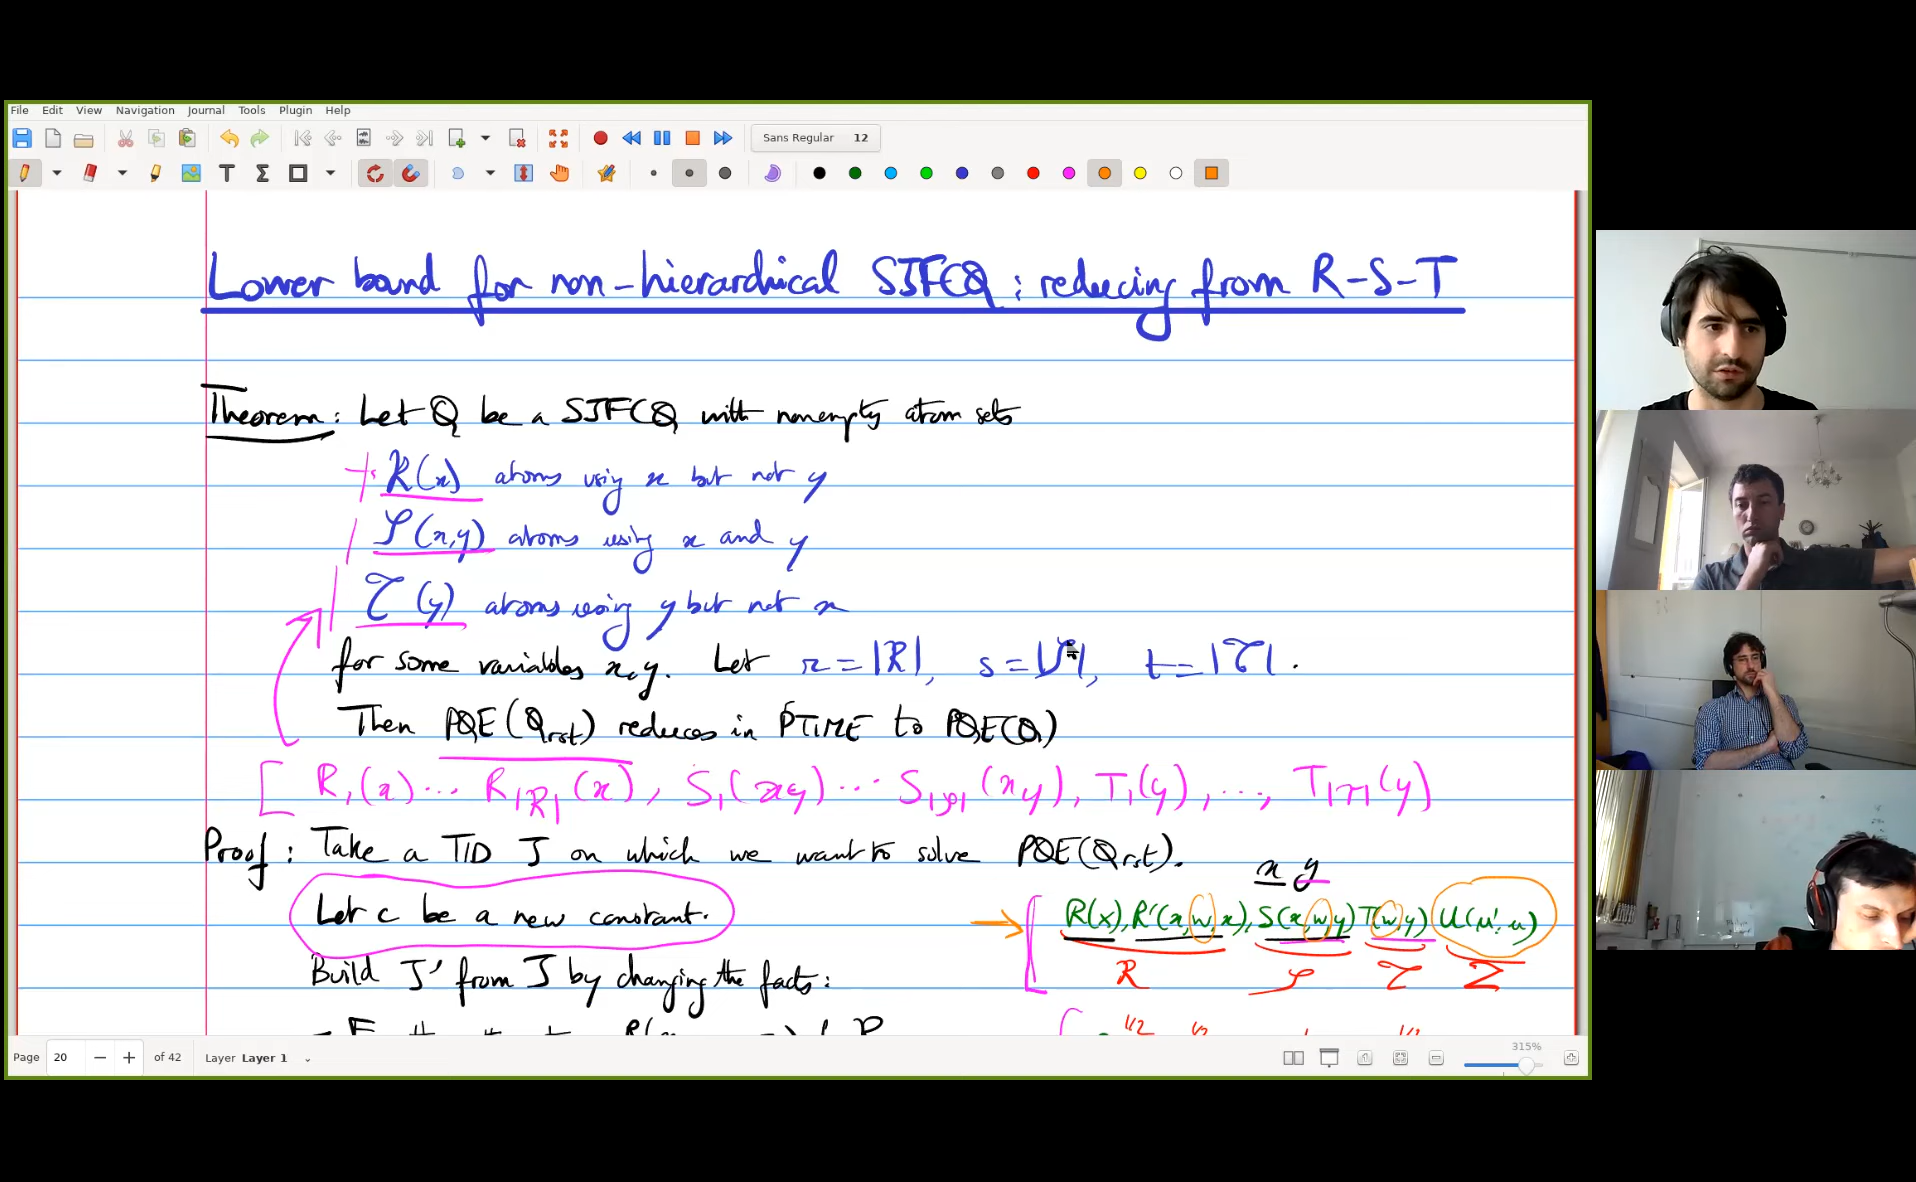 File Edit View Navigation Journal Tools Plugin Help
Sans Regular 12
Lower bound for non-hierarchical SJFCQ: reducing from R-S-T
Theorem: Let Q be a SJFCQ with nonempty atom sets
R(x) atoms using x but not y
S(x,y) atoms using x and y
T(y) atoms using y but not x
for some variables x, y. Let r = |R|, s = |S|, t = |T|.
Then PQE(Q_rst) reduces in PTIME to PQE(Q)
R_1(x) ... R_|R|(x), S_1(x y) ... S_|S|(x y), T_1(y), ..., T_|T|(y)
Proof: Take a TID J on which we want to solve PQE(Q_rst).
x y
Let c be a new constant.
R(x), R'(x,w,x), S(x,w,y) T(w,y) U(u',u)
R S T Σ
Build J' from J by changing the facts:
1/2
Page 20 of 42 Layer Layer 1
315%